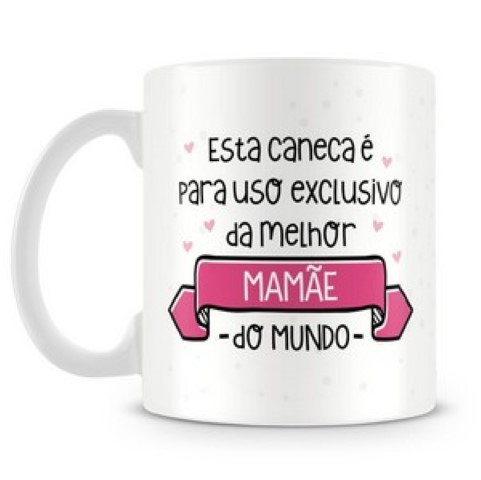 Esta caneca é
para uso exclusivo
da melhor
MAMÃE
-do MUNDO-